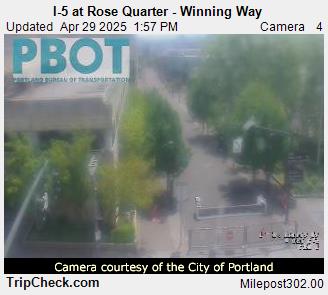 I-5 at Rose Quarter - Winning Way
Updated Apr 29 2025 1:57 PM Camera 4
PBOT
PORTLAND BUREAU OF TRANSPORTATION
Camera courtesy of the City of Portland
TripCheck.com Milepost302.00